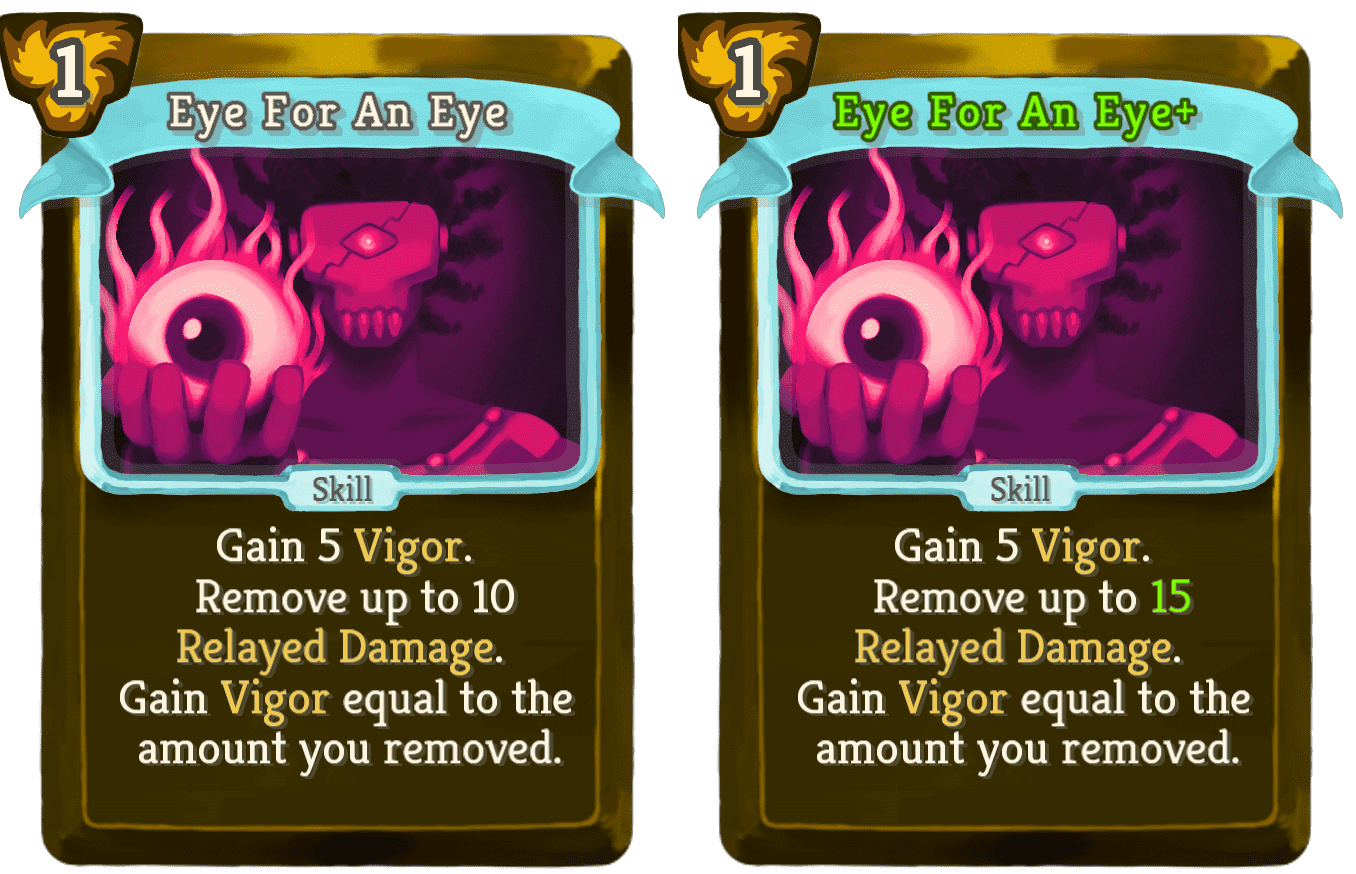 1
Eye For An Eye
Skill
Gain 5 Vigor.
Remove up to 10
Relayed Damage.
Gain Vigor equal to the
amount you removed.
1
Eye For An Eye+
Skill
Gain 5 Vigor.
Remove up to 15
Relayed Damage.
Gain Vigor equal to the
amount you removed.